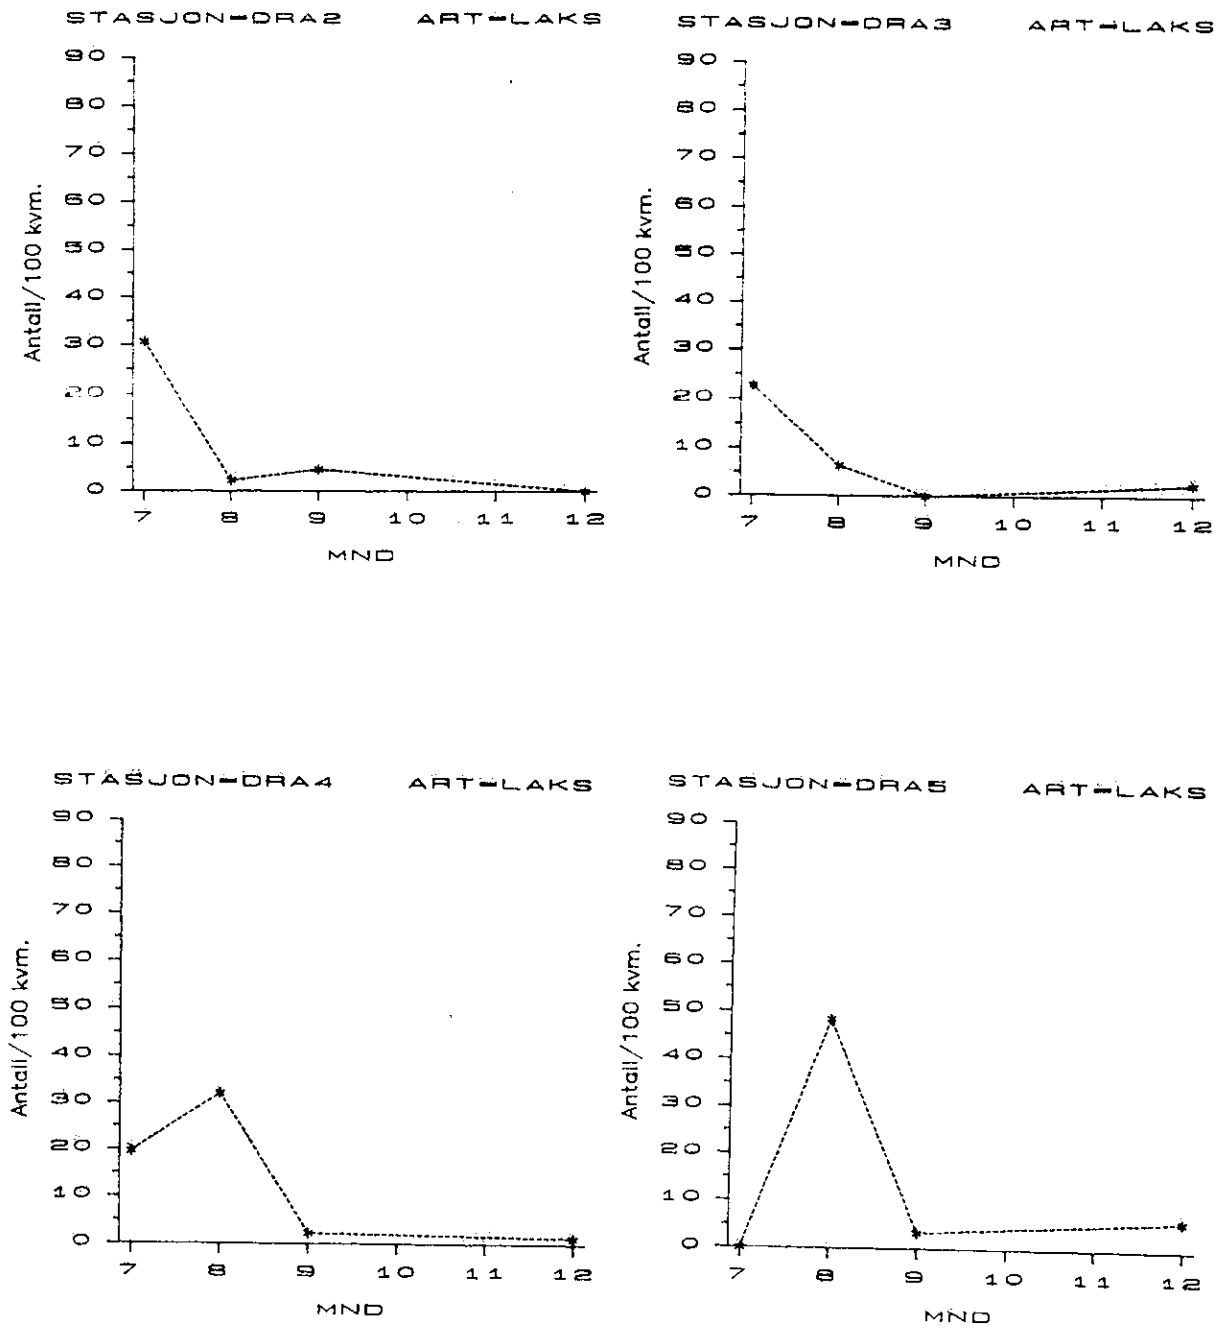 STASJON=DRA2 ART=LAKS
90
80
70
60
50
40
30
20
10
0
Antall/100 kvm.
7 8 9 10 11 12
MND
STASJON=DRA3 ART=LAKS
90
80
70
60
50
40
30
20
10
0
Antall/100 kvm.
7 8 9 10 11 12
MND
STASJON=DRA4 ART=LAKS
90
80
70
60
50
40
30
20
10
0
Antall/100 kvm.
7 8 9 10 11 12
MND
STASJON=DRA5 ART=LAKS
90
80
70
60
50
40
30
20
10
0
Antall/100 kvm.
7 8 9 10 11 12
MND